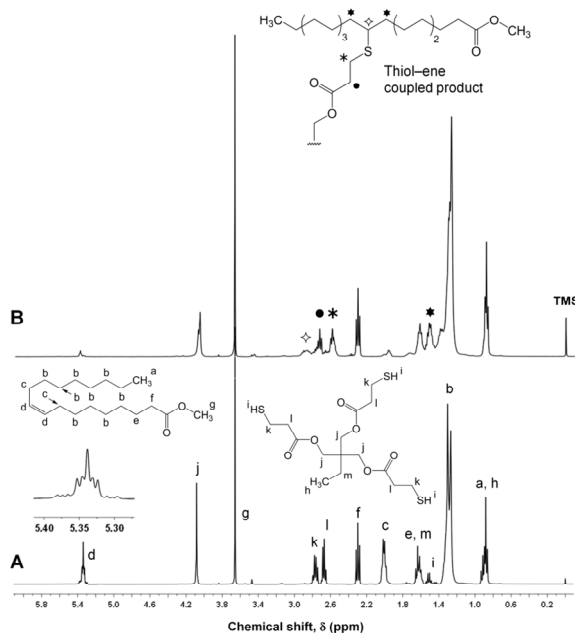 H₃C
3
2
O
O
CH₃
S
O
O
Thiol–ene
coupled product
B
TMS
b b b CH₃ a
c b b b
c b b f O g
d d b b e O CH₃
5.40 5.35 5.30
SH i
k
l
O
O
i HS
k l
O
O
j
j
j
O
O
l
k
SH i
m
H₃C
h
A
d
j
g
k
l
f
c
e, m
i
b
a, h
5.8 5.4 5.0 4.6 4.2 3.8 3.4 3.0 2.6 2.2 1.8 1.4 1.0 0.6 0.2
Chemical shift, δ (ppm)